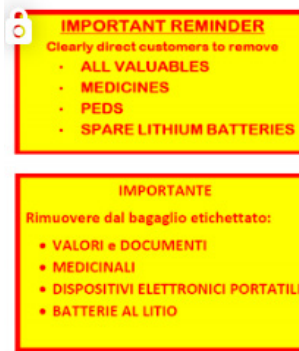 IMPORTANT REMINDER
Clearly direct customers to remove
· ALL VALUABLES
· MEDICINES
· PEDS
· SPARE LITHIUM BATTERIES
IMPORTANTE
Rimuovere dal bagaglio etichettato:
• VALORI e DOCUMENTI
• MEDICINALI
• DISPOSITIVI ELETTRONICI PORTATILI
• BATTERIE AL LITIO